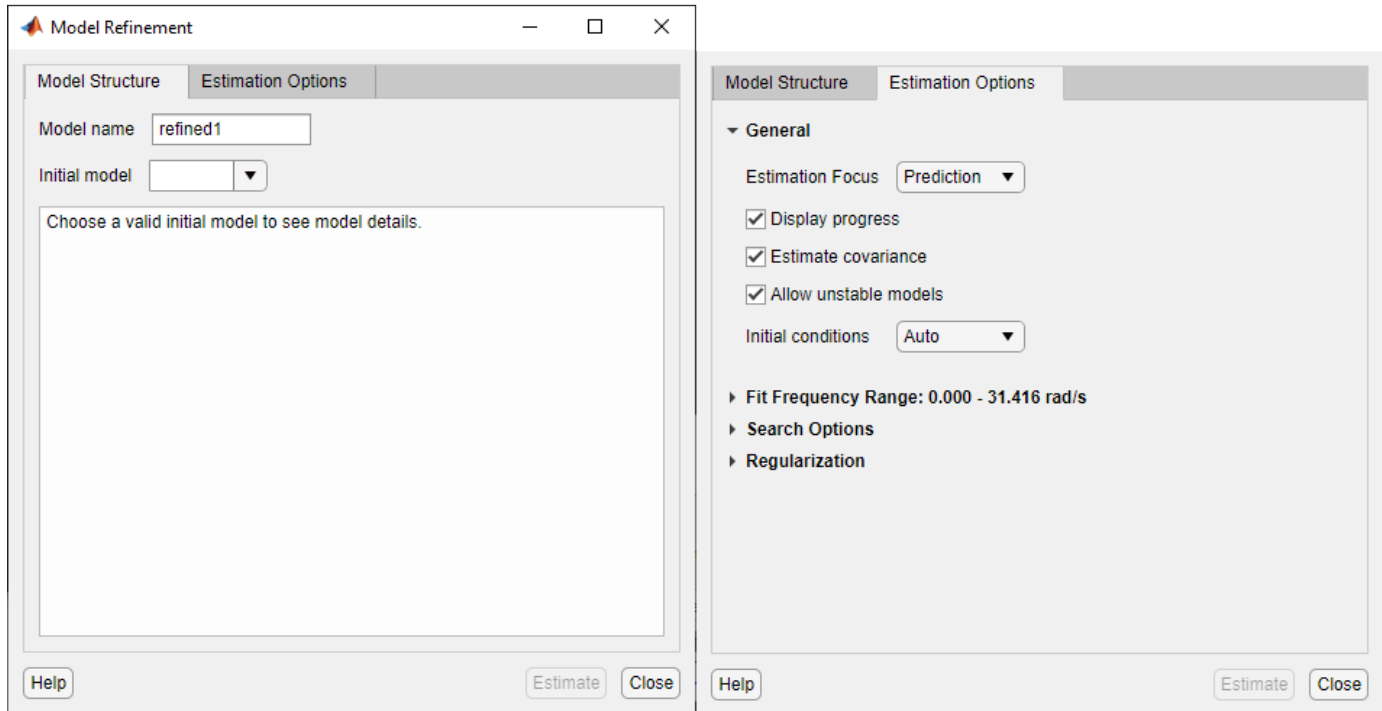 Model Refinement
Model Structure Estimation Options
Model name refined1
Initial model
Choose a valid initial model to see model details.
Help Estimate Close
Model Structure Estimation Options
General
Estimation Focus Prediction
Display progress
Estimate covariance
Allow unstable models
Initial conditions Auto
Fit Frequency Range: 0.000 - 31.416 rad/s
Search Options
Regularization
Help Estimate Close